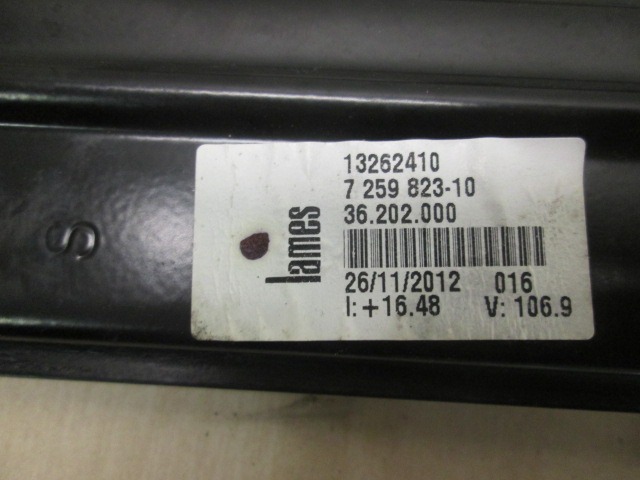 13262410
7 259 823-10
36.202.000
lames
26/11/2012 016
I: +16.48 V: 106.9
S